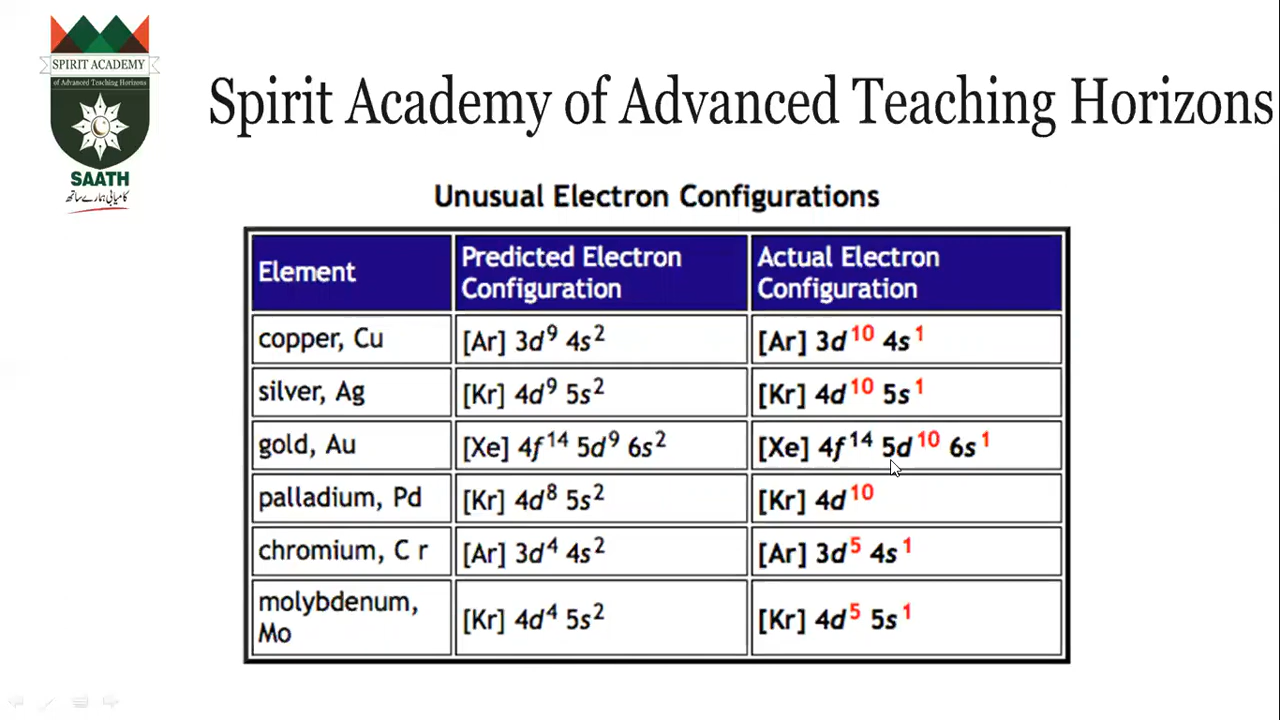 SPIRIT ACADEMY
of Advanced Teaching Horizons
SAATH
کامیابی ہمارے ساتھ
Spirit Academy of Advanced Teaching Horizons
Unusual Electron Configurations
Element | Predicted Electron Configuration | Actual Electron Configuration
copper, Cu | [Ar] 3d⁹ 4s² | [Ar] 3d¹⁰ 4s¹
silver, Ag | [Kr] 4d⁹ 5s² | [Kr] 4d¹⁰ 5s¹
gold, Au | [Xe] 4f¹⁴ 5d⁹ 6s² | [Xe] 4f¹⁴ 5d¹⁰ 6s¹
palladium, Pd | [Kr] 4d⁸ 5s² | [Kr] 4d¹⁰
chromium, C r | [Ar] 3d⁴ 4s² | [Ar] 3d⁵ 4s¹
molybdenum, Mo | [Kr] 4d⁴ 5s² | [Kr] 4d⁵ 5s¹